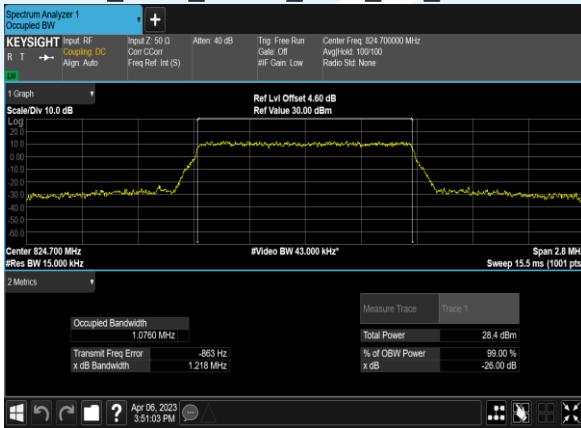 Spectrum Analyzer 1
Occupied BW
KEYSIGHT Input: RF Input Z: 50 Ω Atten: 40 dB Trig: Free Run Center Freq: 824.700000 MHz
R T Coupling: DC Corr CCorr Gate: Off Avg|Hold: 100/100
Align: Auto Freq Ref: Int (S) #IF Gain: Low Radio Std: None
1 Graph Ref Lvl Offset 4.60 dB
Scale/Div 10.0 dB Ref Value 30.00 dBm
Log
20.0
10.0
0.00
-10.0
-20.0
-30.0
-40.0
-50.0
-60.0
Center 824.700 MHz #Video BW 43.000 kHz* Span 2.8 MH
#Res BW 15.000 kHz Sweep 15.5 ms (1001 pts
2 Metrics
Measure Trace Trace 1
Occupied Bandwidth
1.0760 MHz Total Power 28.4 dBm
Transmit Freq Error -863 Hz % of OBW Power 99.00 %
x dB Bandwidth 1.218 MHz x dB -26.00 dB
Apr 06, 2023
3:51:03 PM